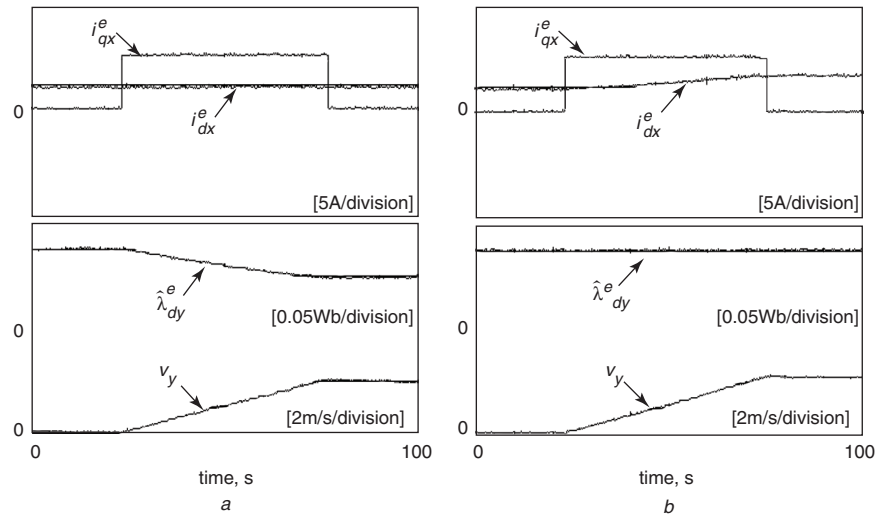 i^e_qx
0
i^e_dx
[5A/division]
λ̂^e_dy
0
[0.05Wb/division]
v_y
0
[2m/s/division]
0 100
time, s
a
i^e_qx
0
i^e_dx
[5A/division]
λ̂^e_dy
0
[0.05Wb/division]
v_y
0
[2m/s/division]
0 100
time, s
b